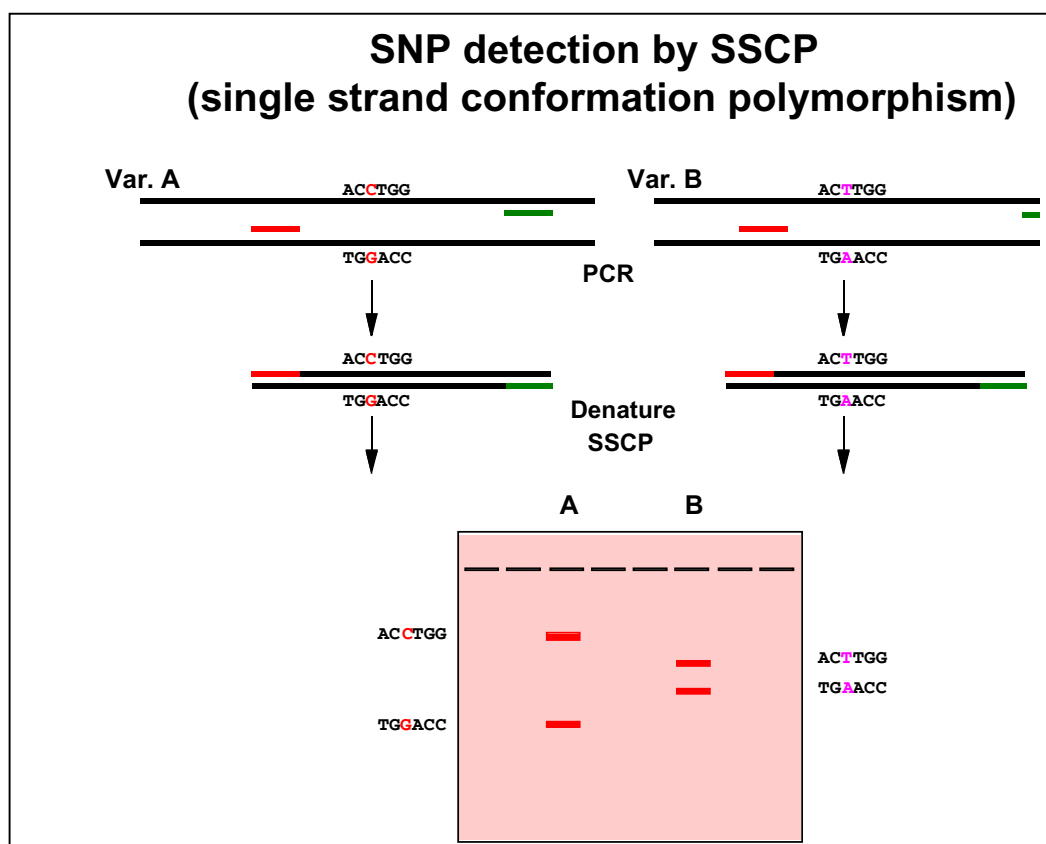 SNP detection by SSCP
(single strand conformation polymorphism)
Var. A
ACCTGG
Var. B
ACTTGG
TGGACC
TGAACC
PCR
ACCTGG
ACTTGG
TGGACC
TGAACC
Denature
SSCP
A B
ACCTGG
ACTTGG
TGAACC
TGGACC